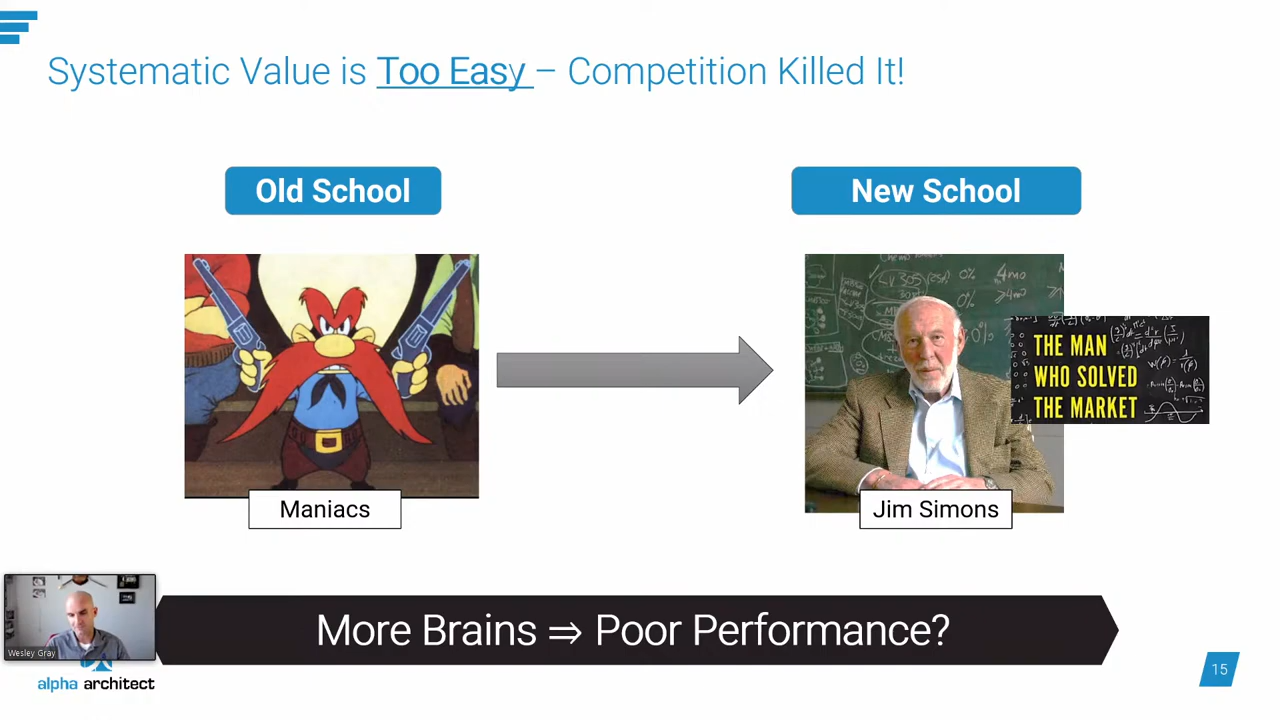 Systematic Value is Too Easy – Competition Killed It!
Old School
New School
THE MAN
WHO SOLVED
THE MARKET
Maniacs
Jim Simons
More Brains ⇒ Poor Performance?
Wesley Gray
alpha architect
15